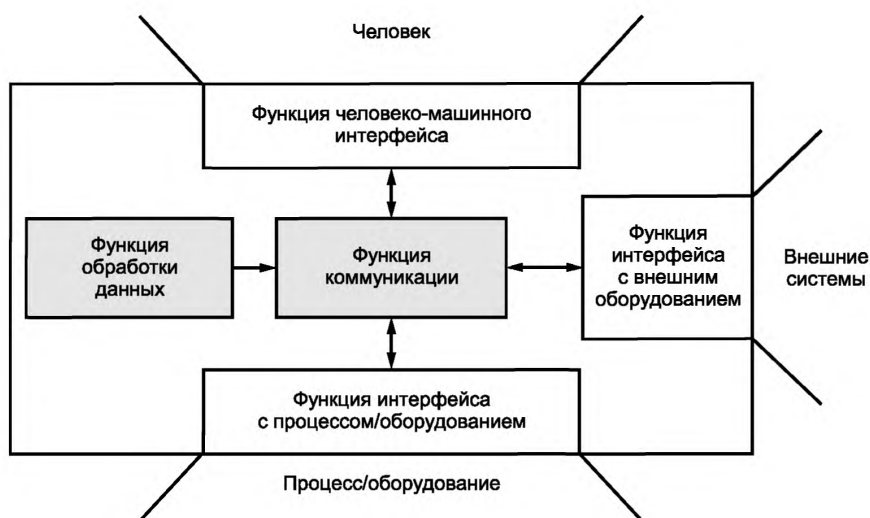 Человек
Функция человеко-машинного
интерфейса
Функция
обработки
данных
Функция
коммуникации
Функция
интерфейса
с внешним
оборудованием
Внешние
системы
Функция интерфейса
с процессом/оборудованием
Процесс/оборудование